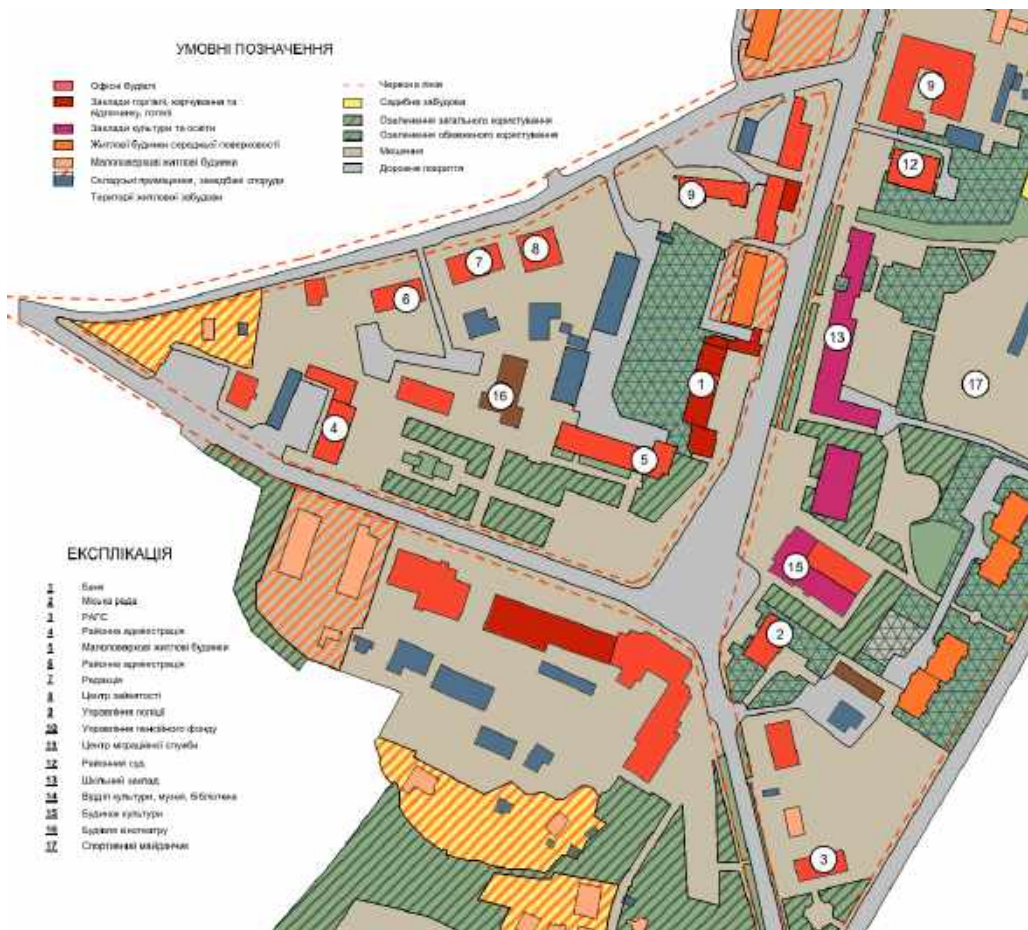 УМОВНІ ПОЗНАЧЕННЯ
Офісні будівлі
Заклади торгівлі, харчування та
відпочинку, готелі
Заклади культури та освіти
Житлові будинки середньої поверховості
Малоповерхові житлові будинки
Складські приміщення, занедбані споруди
Території житлової забудови
Червона лінія
Садибна забудова
Озеленення загального користування
Озеленення обмеженого користування
Мощення
Дорожнє покриття
9
12
9
8
7
6
13
1
17
16
4
5
15
2
3
ЕКСПЛІКАЦІЯ
1 Банк
2 Міська рада
3 РАГС
4 Районна адміністрація
5 Малоповерхові житлові будинки
6 Районна адміністрація
7 Редакція
8 Центр зайнятості
9 Управління поліції
10 Управління пенсійного фонду
11 Центр міграційної служби
12 Районний суд
13 Шкільний заклад
14 Відділ культури, музей, бібліотека
15 Будинок культури
16 Будівля кінотеатру
17 Спортивний майданчик